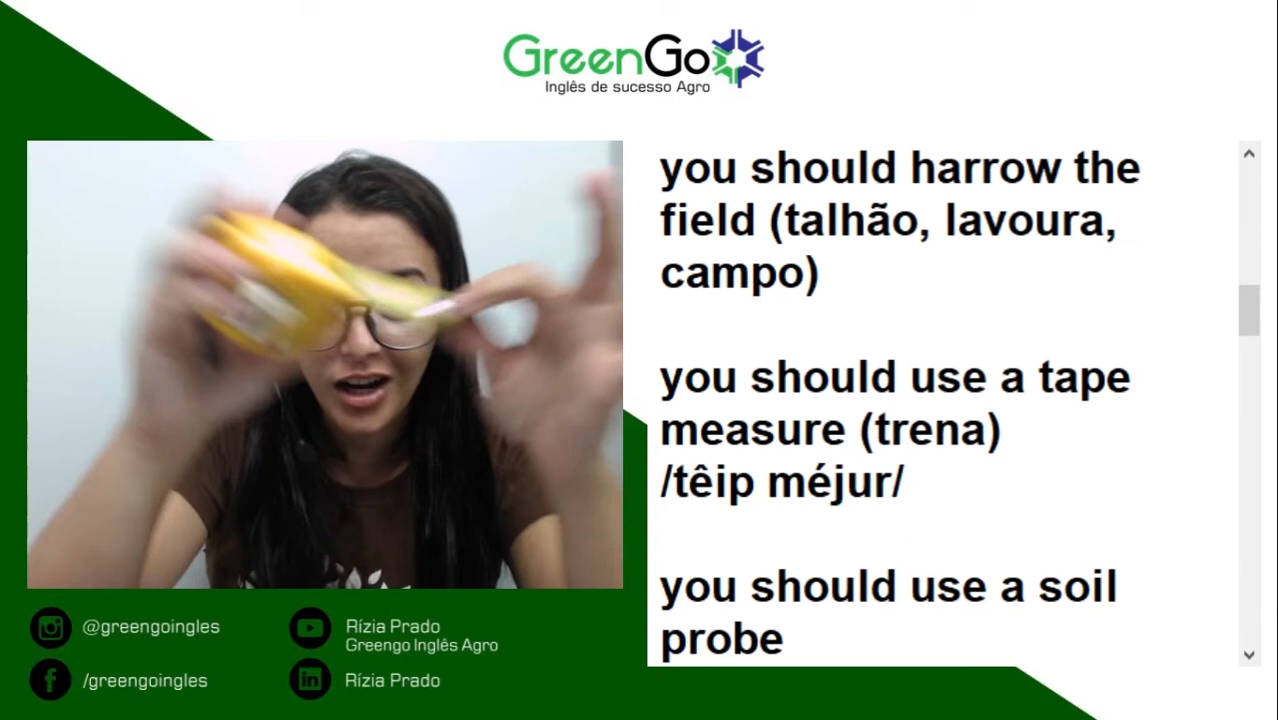 GreenGo
Inglês de sucesso Agro
you should harrow the
field (talhão, lavoura,
campo)
you should use a tape
measure (trena)
/têip méjur/
you should use a soil
probe
@greengoingles
/greengoingles
Rízia Prado
Greengo Inglês Agro
Rízia Prado